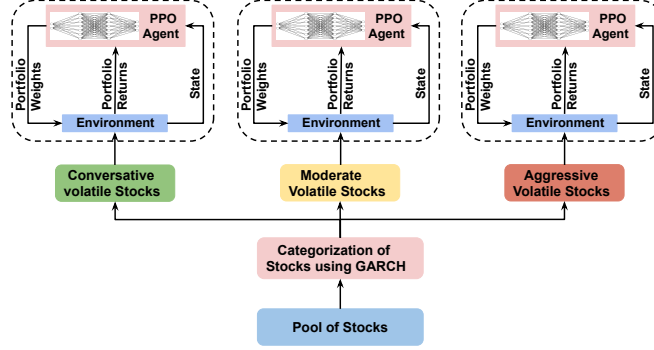 PPO
Agent
Portfolio
Weights
Portfolio
Returns
State
Environment
PPO
Agent
Portfolio
Weights
Portfolio
Returns
State
Environment
PPO
Agent
Portfolio
Weights
Portfolio
Returns
State
Environment
Conversative
volatile Stocks
Moderate
Volatile Stocks
Aggressive
Volatile Stocks
Categorization of
Stocks using GARCH
Pool of Stocks